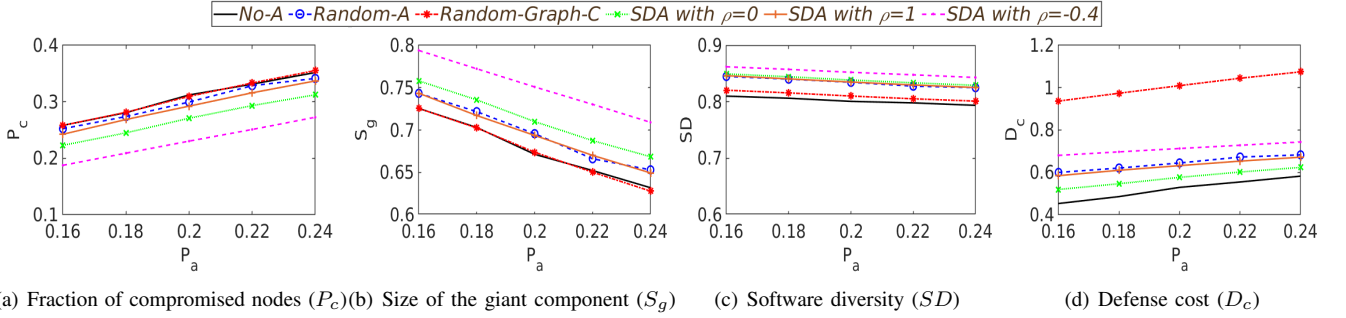 No-A Random-A Random-Graph-C SDA with ρ=0 SDA with ρ=1 SDA with ρ=-0.4
0.4
0.3
0.2
0.1
P_c
0.16 0.18 0.2 0.22 0.24
P_a
0.8
0.75
0.7
0.65
0.6
S_g
0.16 0.18 0.2 0.22 0.24
P_a
0.9
0.8
0.7
0.6
SD
0.16 0.18 0.2 0.22 0.24
P_a
1.2
1
0.8
0.6
0.4
D_c
0.16 0.18 0.2 0.22 0.24
P_a
a) Fraction of compromised nodes (P_c)
(b) Size of the giant component (S_g)
(c) Software diversity (SD)
(d) Defense cost (D_c)